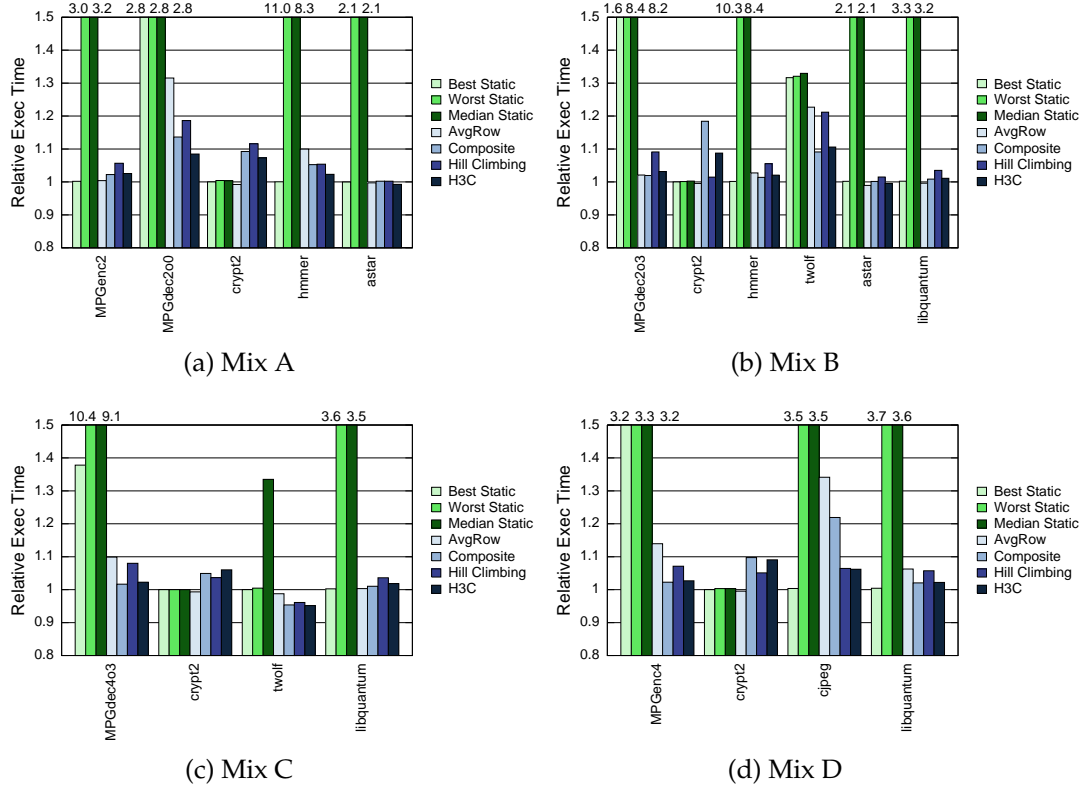 3.0 3.2 2.8 2.8 2.8 11.0 8.3 2.1 2.1
1.5
1.4
1.3
1.2
1.1
1
0.9
0.8
Relative Exec Time
MPGenc2
MPGdec2o0
crypt2
hmmer
astar
Best Static
Worst Static
Median Static
AvgRow
Composite
Hill Climbing
H3C
(a) Mix A
1.6 8.4 8.2 10.3 8.4 2.1 2.1 3.3 3.2
1.5
1.4
1.3
1.2
1.1
1
0.9
0.8
Relative Exec Time
MPGdec2o3
crypt2
hmmer
twolf
astar
libquantum
Best Static
Worst Static
Median Static
AvgRow
Composite
Hill Climbing
H3C
(b) Mix B
10.4 9.1 3.6 3.5
1.5
1.4
1.3
1.2
1.1
1
0.9
0.8
Relative Exec Time
MPGdec4o3
crypt2
twolf
libquantum
Best Static
Worst Static
Median Static
AvgRow
Composite
Hill Climbing
H3C
(c) Mix C
3.2 3.3 3.2 3.5 3.5 3.7 3.6
1.5
1.4
1.3
1.2
1.1
1
0.9
0.8
Relative Exec Time
MPGenc4
crypt2
cjpeg
libquantum
Best Static
Worst Static
Median Static
AvgRow
Composite
Hill Climbing
H3C
(d) Mix D